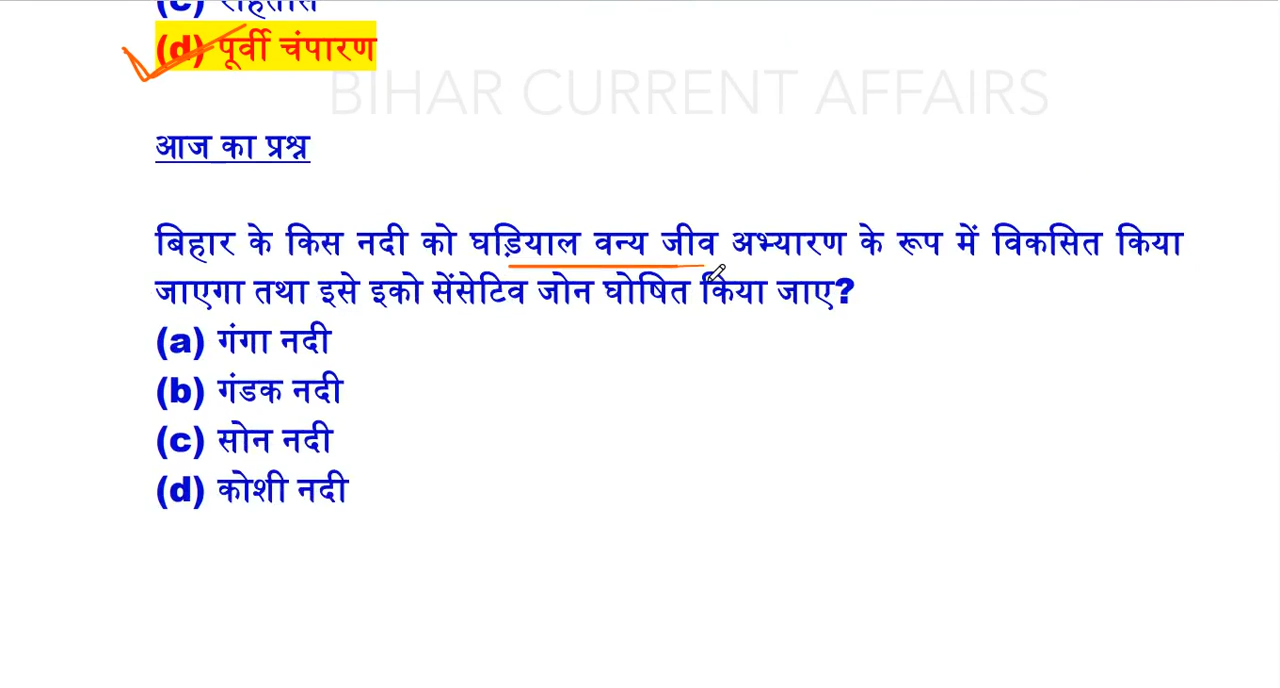 (d) पूर्वी चंपारण
BIHAR CURRENT AFFAIRS
आज का प्रश्न
बिहार के किस नदी को घड़ियाल वन्य जीव अभ्यारण के रूप में विकसित किया
जाएगा तथा इसे इको सेंसेटिव जोन घोषित किया जाए?
(a) गंगा नदी
(b) गंडक नदी
(c) सोन नदी
(d) कोशी नदी